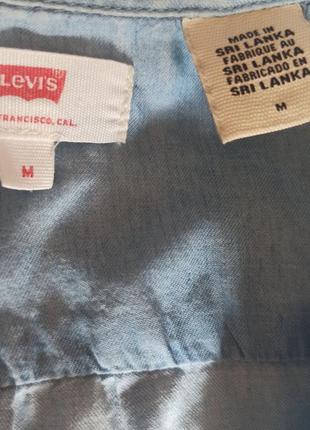 Levi's
FRANCISCO, CAL.
M
MADE IN
SRI LANKA
FABRIQUE AU
SRI LANKA
FABRICADO EN
SRI LANKA
M